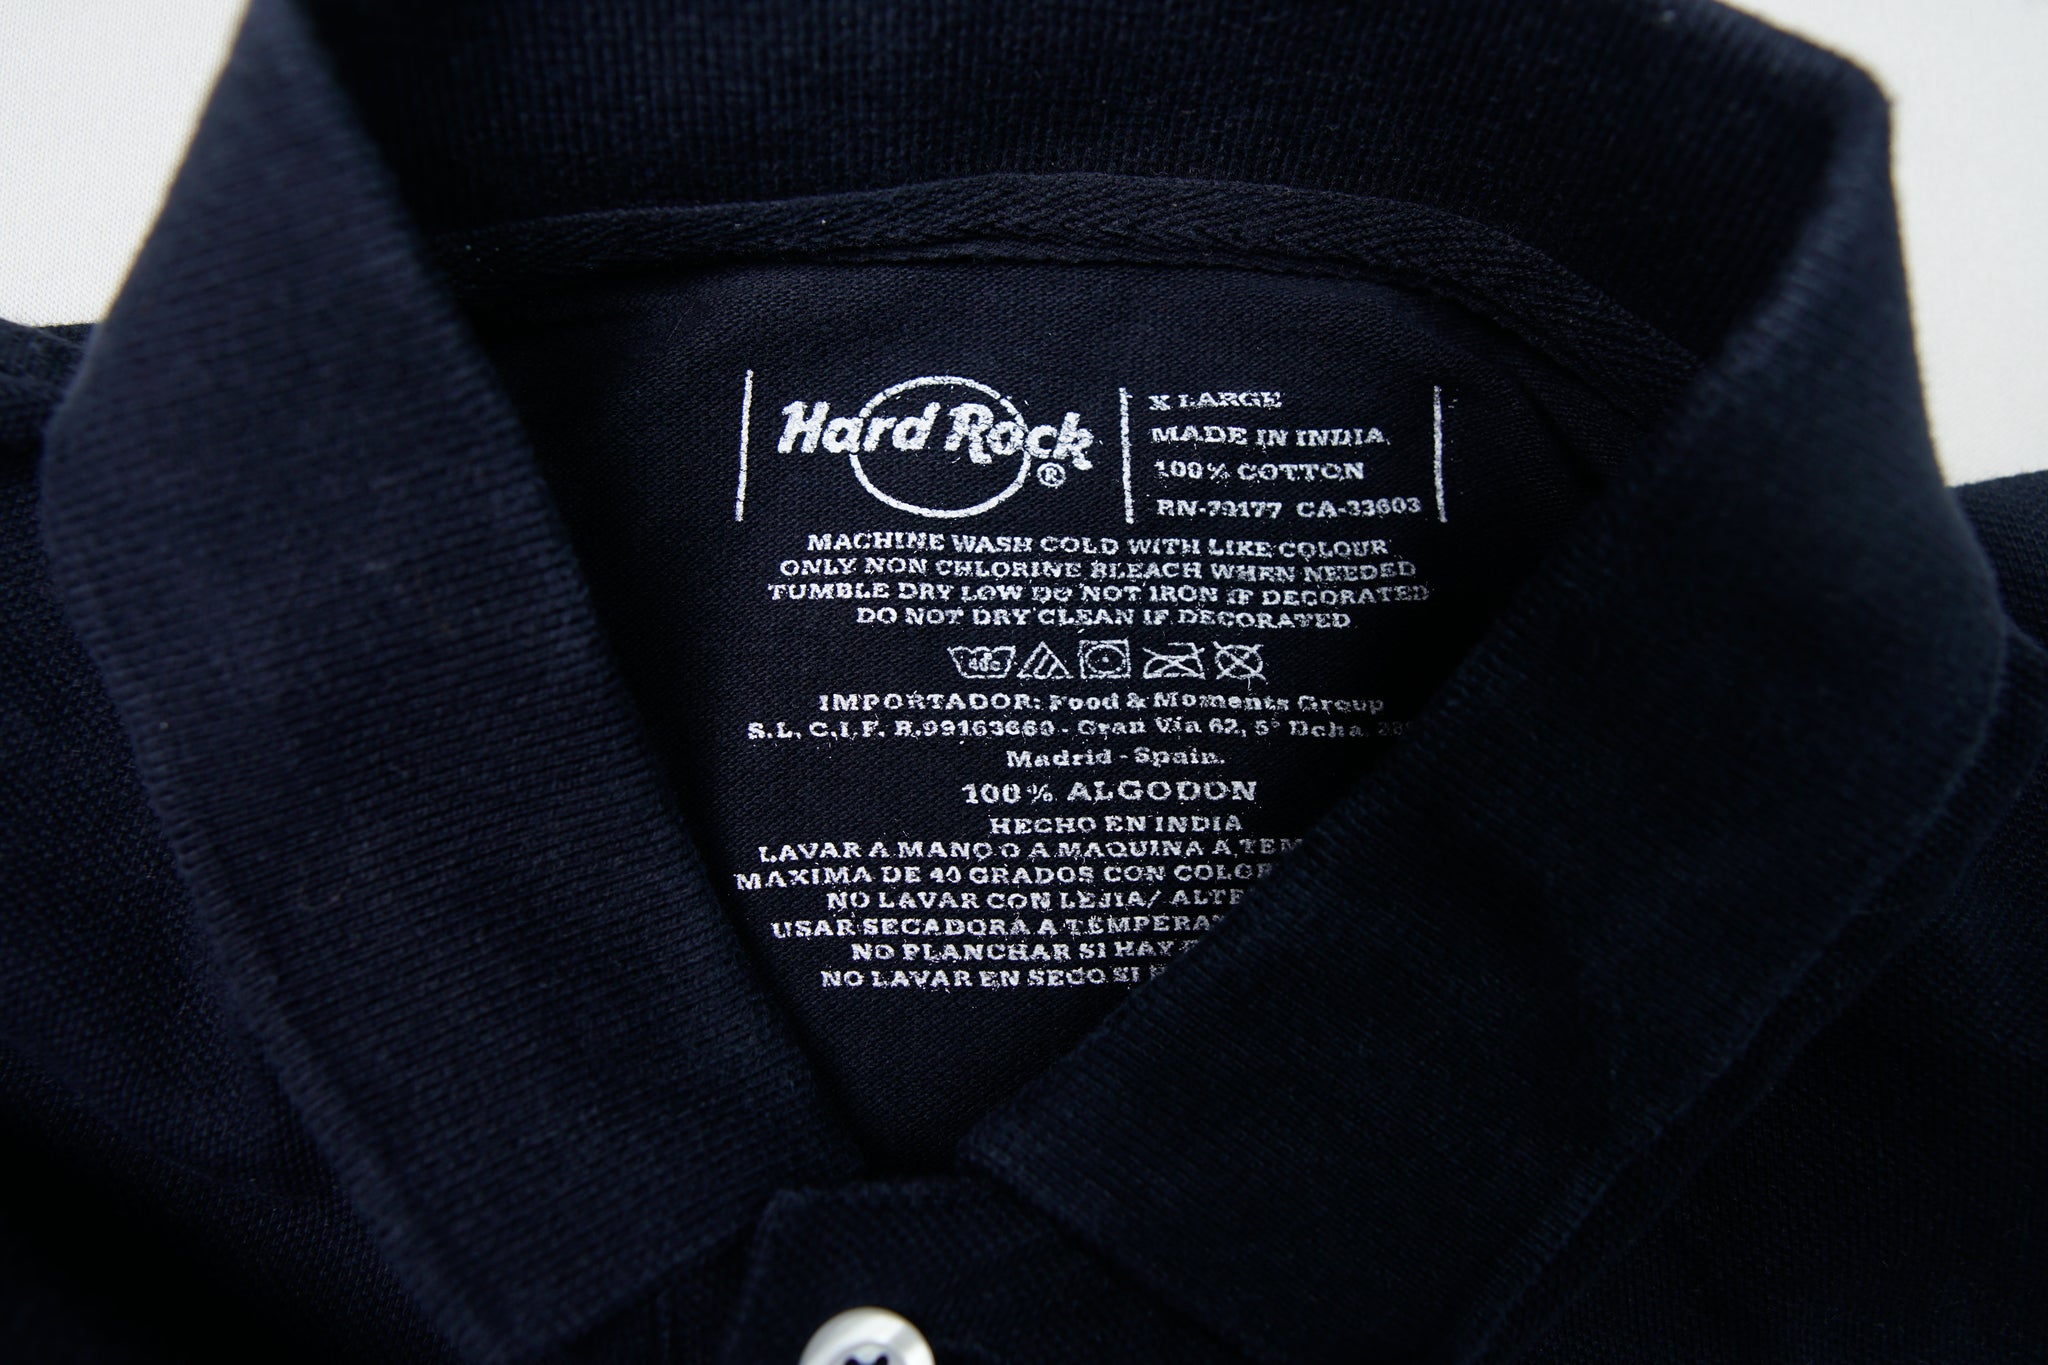 Hard Rock ®
X LARGE
MADE IN INDIA
100% COTTON
RN-79177 CA-33603
MACHINE WASH COLD WITH LIKE COLOUR
ONLY NON CHLORINE BLEACH WHEN NEEDED
TUMBLE DRY LOW DO NOT IRON IF DECORATED
DO NOT DRY CLEAN IF DECORATED
40C
IMPORTADOR: Food & Moments Group
S.L, C.I.F. B.99163660 - Gran Vía 62, 5º Dcha.
Madrid - Spain.
100% ALGODON
HECHO EN INDIA
LAVAR A MANO O A MAQUINA A
MAXIMA DE 40 GRADOS CON
NO LAVAR CON LEJIA/
USAR SECADORA A
NO PLANCHAR SI HAY
NO LAVAR EN SECO SI